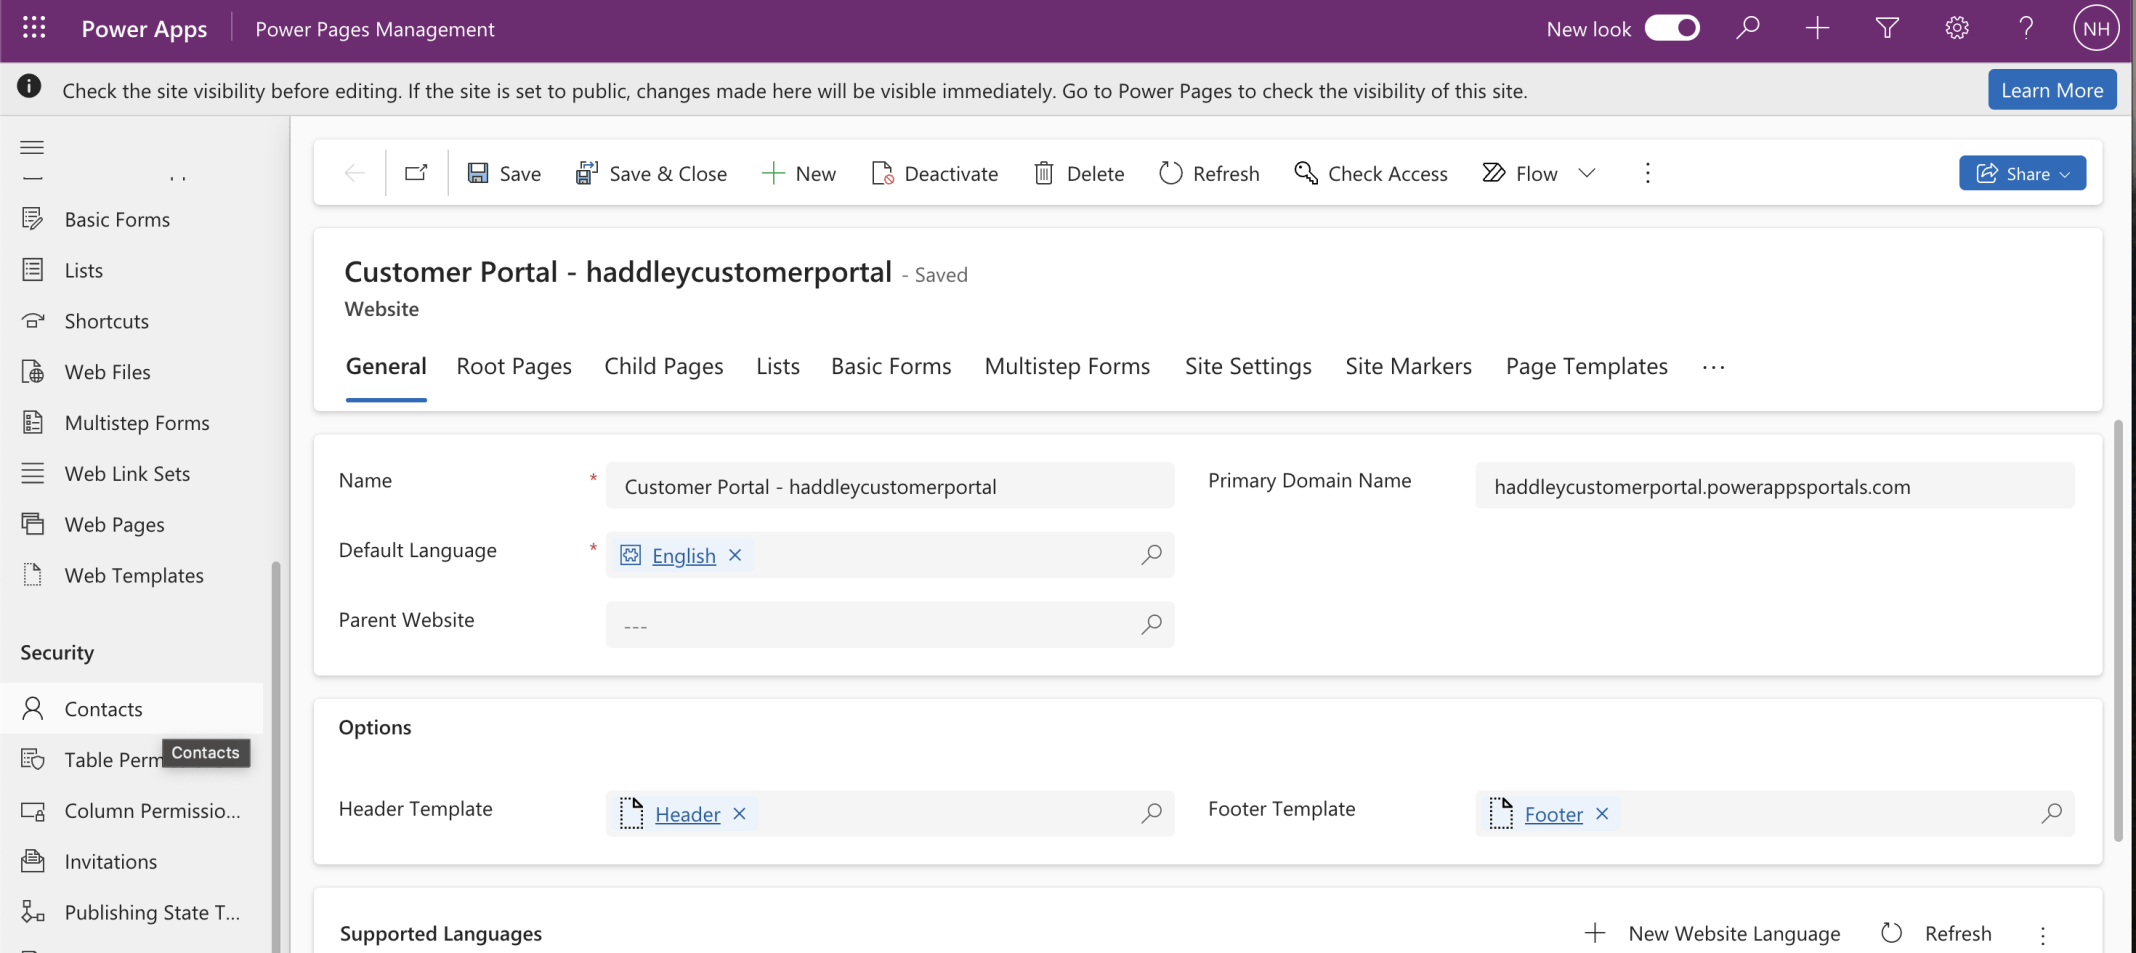 Power Apps
Power Pages Management
New look
NH
Check the site visibility before editing. If the site is set to public, changes made here will be visible immediately. Go to Power Pages to check the visibility of this site.
Learn More
Save
Save & Close
New
Deactivate
Delete
Refresh
Check Access
Flow
Share
Basic Forms
Lists
Shortcuts
Web Files
Multistep Forms
Web Link Sets
Web Pages
Web Templates
Security
Contacts
Contacts
Table Perm
Column Permissio...
Invitations
Publishing State T...
Customer Portal - haddleycustomerportal - Saved
Website
General
Root Pages
Child Pages
Lists
Basic Forms
Multistep Forms
Site Settings
Site Markers
Page Templates
...
Name *
Customer Portal - haddleycustomerportal
Primary Domain Name
haddleycustomerportal.powerappsportals.com
Default Language *
English
Parent Website
---
Options
Header Template
Header
Footer Template
Footer
Supported Languages
New Website Language
Refresh